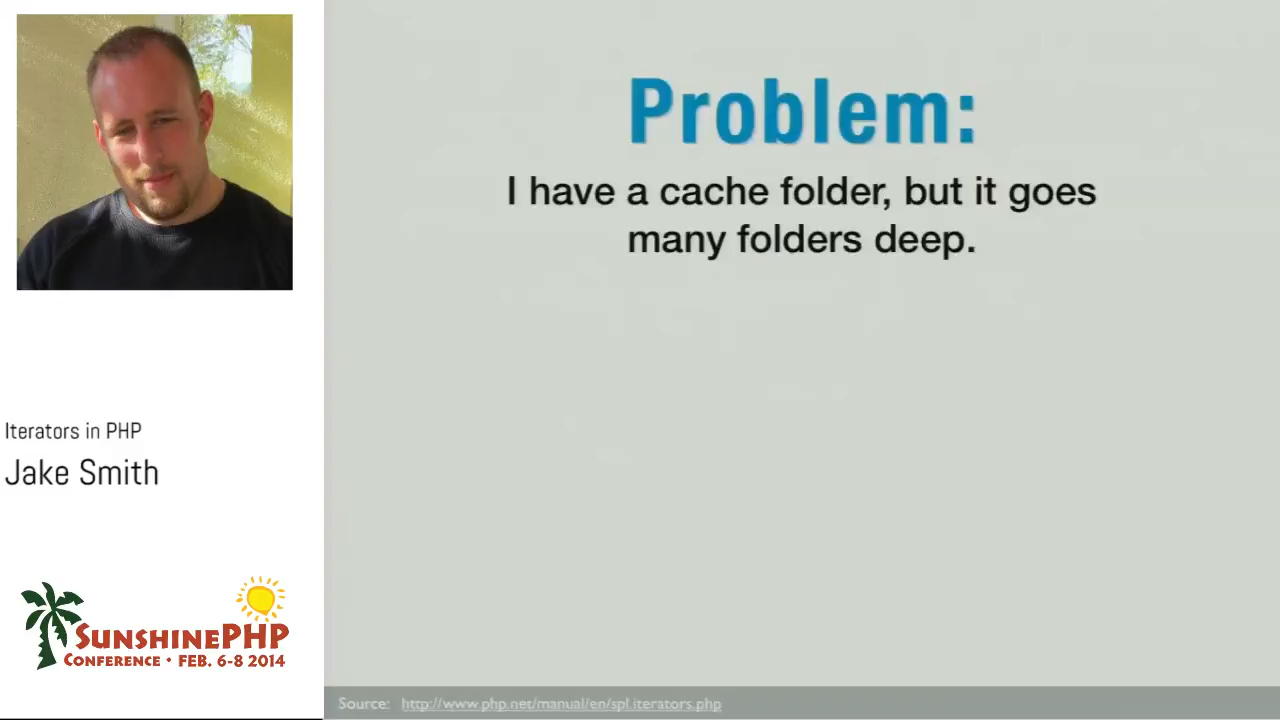 Problem:
I have a cache folder, but it goes
many folders deep.
Iterators in PHP
Jake Smith
SunshinePHP
Conference • Feb. 6-8 2014
Source: http://www.php.net/manual/en/spl.iterators.php